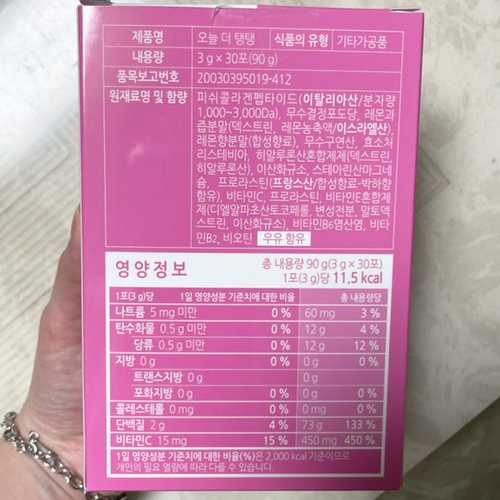 제품명 오늘 더 탱탱 식품의 유형 기타가공품
내용량 3 g × 30포(90 g)
품목보고번호 20030395019-412
원재료명 및 함량 피쉬콜라겐펩타이드(이탈리아산/분자량
1,000~3,000Da), 무수결정포도당, 레몬과
즙분말(덱스트린, 레몬농축액/이스라엘산),
레몬향분말(합성향료), 무수구연산, 효소처
리스테비아, 히알루론산혼합제제(덱스트린,
히알루론산), 이산화규소, 스테아린산마그네
슘, 프로라스틴(프랑스산/합성향료-박하향
함유), 비타민C, 프로라스틴, 비타민E혼합제
제(디엘알파초산토코페롤, 변성전분, 말토덱
스트린, 이산화규소), 비타민B6염산염, 비타
민B2, 비오틴 우유 함유
영양정보 총 내용량 90 g(3 g × 30포)
1포(3 g)당 11.5 kcal
1포(3 g)당 1일 영양성분 기준치에 대한 비율 총 내용량당
나트륨 5 mg 미만 0 % 60 mg 3 %
탄수화물 0.5 g 미만 0 % 12 g 4 %
당류 0.5 g 미만 0 % 12 g 12 %
지방 0 g 0 % 0 g 0 %
트랜스지방 0 g 0 g
포화지방 0 g 0 % 0 g 0 %
콜레스테롤 0 mg 0 % 0 mg 0 %
단백질 2 g 4 % 73 g 133 %
비타민C 15 mg 15 % 450 mg 450 %
1일 영양성분 기준치에 대한 비율(%)은 2,000 kcal 기준이므로
개인의 필요 열량에 따라 다를 수 있습니다.